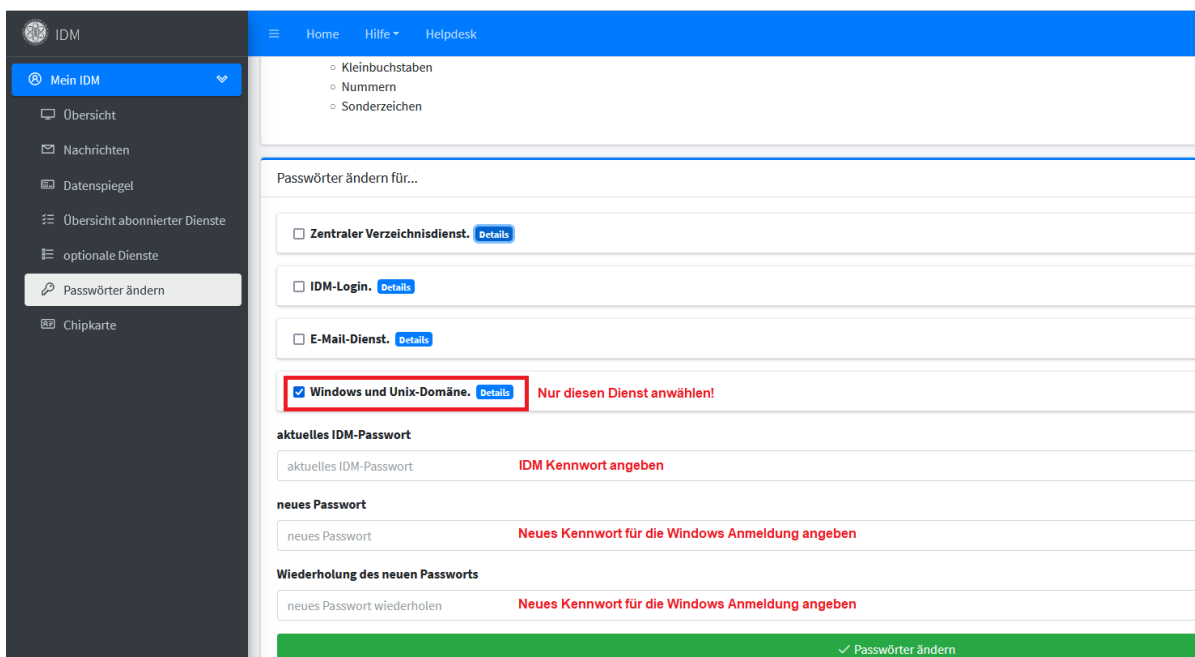 IDM
Home Hilfe Helpdesk
Mein IDM
Übersicht
Nachrichten
Datenspiegel
Übersicht abonnierter Dienste
optionale Dienste
Passwörter ändern
Chipkarte
Kleinbuchstaben
Nummern
Sonderzeichen
Passwörter ändern für...
Zentraler Verzeichnisdienst. Details
IDM-Login. Details
E-Mail-Dienst. Details
Windows und Unix-Domäne. Details Nur diesen Dienst anwählen!
aktuelles IDM-Passwort
aktuelles IDM-Passwort IDM Kennwort angeben
neues Passwort
neues Passwort Neues Kennwort für die Windows Anmeldung angeben
Wiederholung des neuen Passworts
neues Passwort wiederholen Neues Kennwort für die Windows Anmeldung angeben
Passwörter ändern